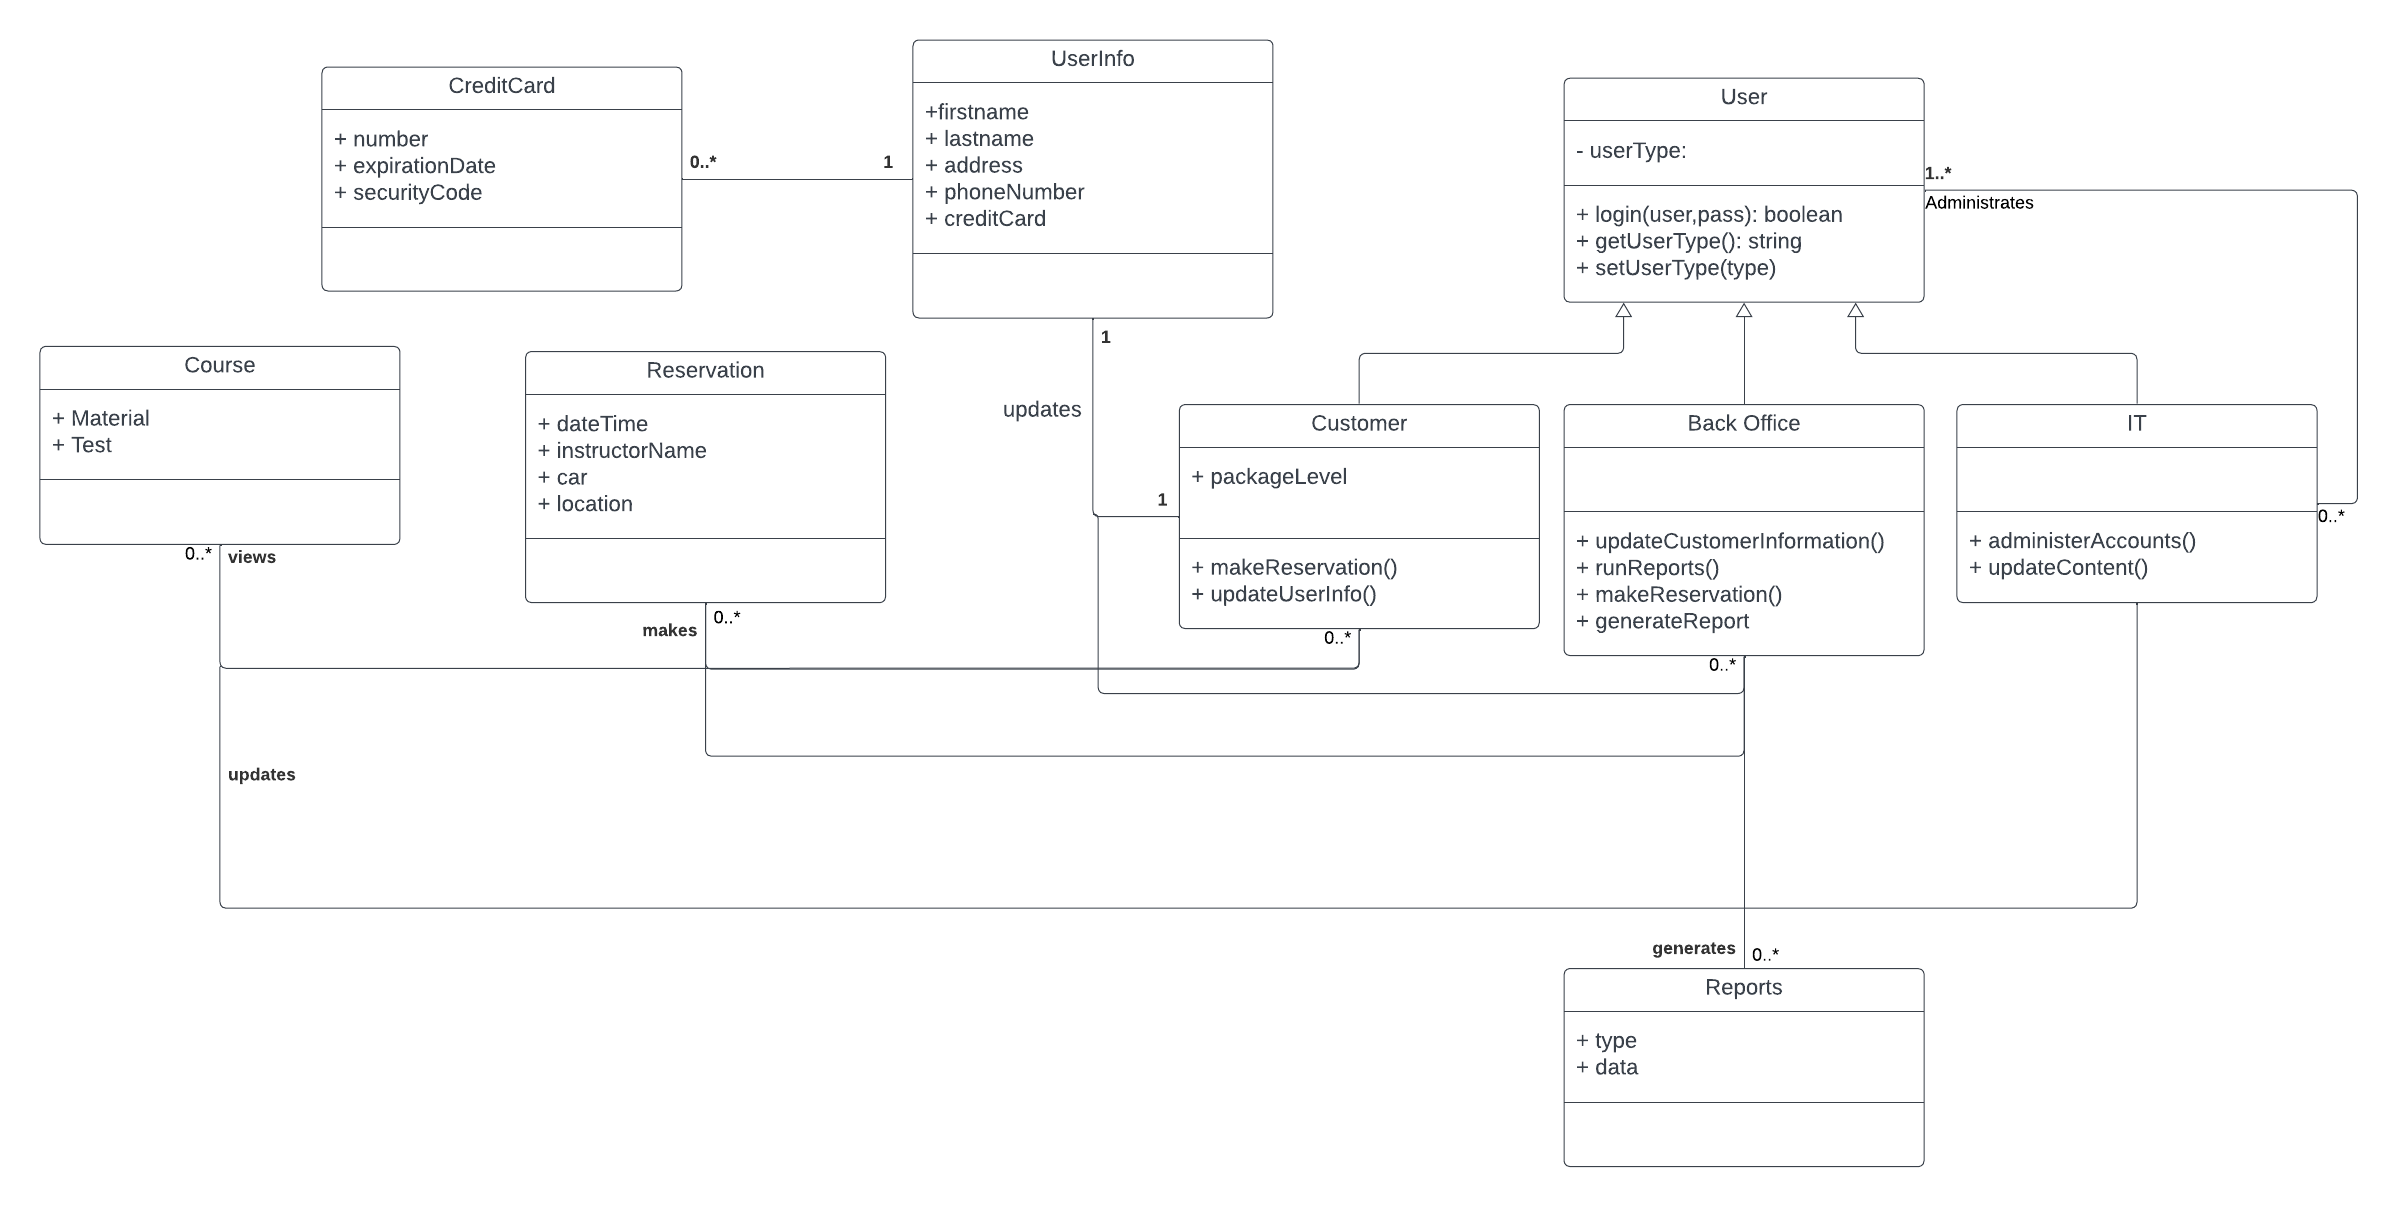 CreditCard
+ number
+ expirationDate
+ securityCode
0..*
1
UserInfo
+firstname
+ lastname
+ address
+ phoneNumber
+ creditCard
1
updates
1
User
- userType:
+ login(user,pass): boolean
+ getUserType(): string
+ setUserType(type)
1..*
Administrates
0..*
Course
+ Material
+ Test
0..*
views
updates
Reservation
+ dateTime
+ instructorName
+ car
+ location
0..*
makes
Customer
+ packageLevel
+ makeReservation()
+ updateUserInfo()
0..*
Back Office
+ updateCustomerInformation()
+ runReports()
+ makeReservation()
+ generateReport
0..*
IT
+ administerAccounts()
+ updateContent()
generates
0..*
Reports
+ type
+ data